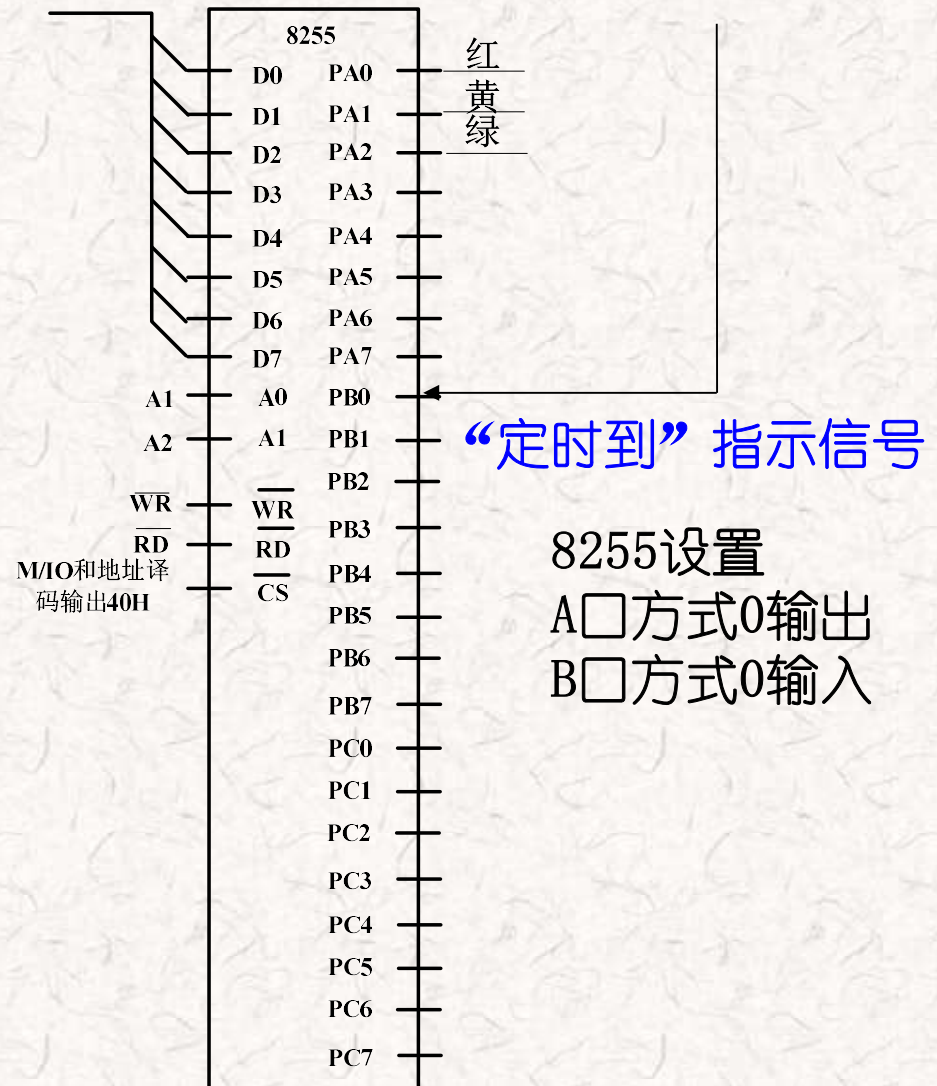 8255
D0 PA0 红
D1 PA1 黄
D2 PA2 绿
D3 PA3
D4 PA4
D5 PA5
D6 PA6
D7 PA7
A1 A0 PB0
A2 A1 PB1
“定时到”指示信号
PB2
WR WR
PB3
RD RD
M/IO和地址译
码输出40H
CS PB4
PB5
PB6
PB7
8255设置
A口方式0输出
B口方式0输入
PC0
PC1
PC2
PC3
PC4
PC5
PC6
PC7